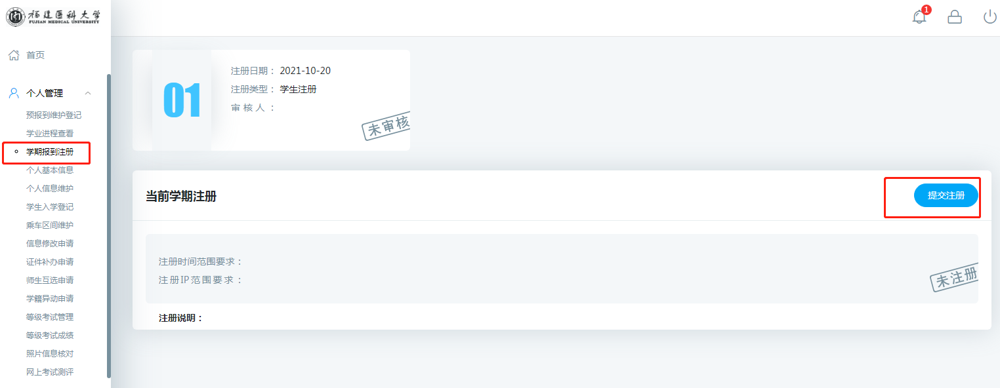 福建医科大学
FUJIAN MEDICAL UNIVERSITY
1
首页
个人管理
预报到维护登记
学业进程查看
学期报到注册
个人基本信息
个人信息维护
学生入学登记
乘车区间维护
信息修改申请
证件补办申请
师生互选申请
学籍异动申请
等级考试管理
等级考试成绩
照片信息核对
网上考试测评
01
注册日期： 2021-10-20
注册类型： 学生注册
审 核 人 ：
未审核
当前学期注册
提交注册
注册时间范围要求：
注册IP范围要求：
未注册
注册说明：